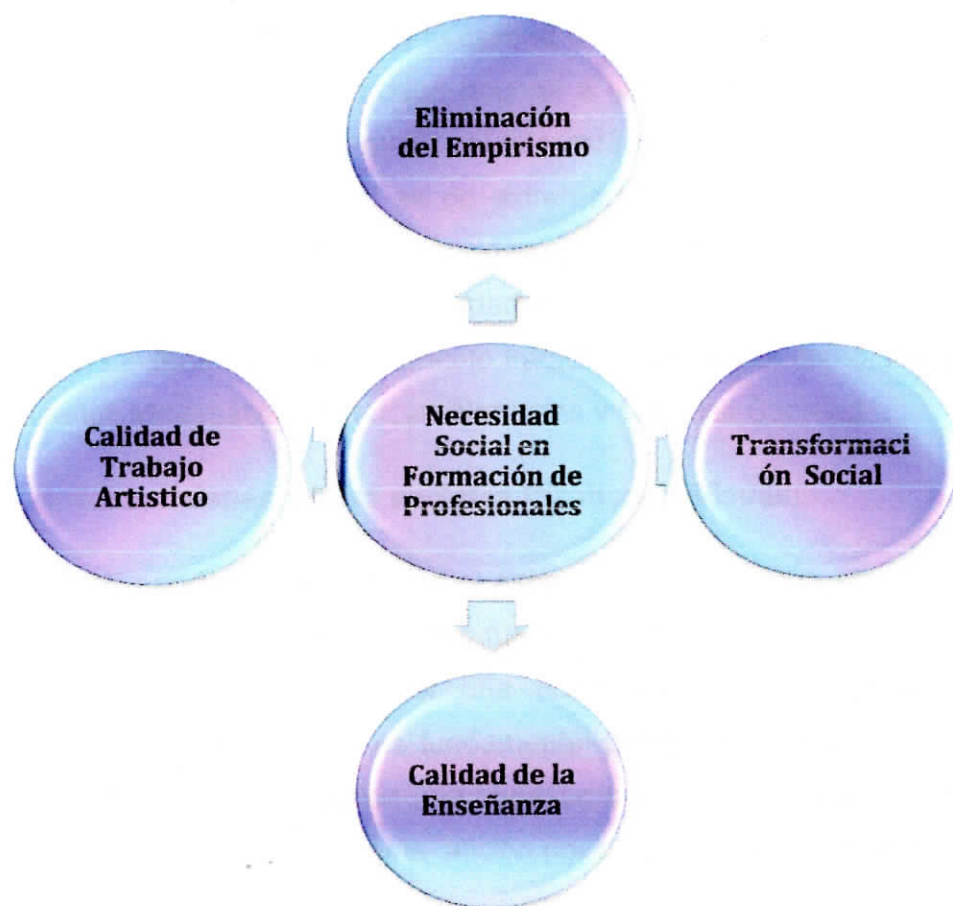 Eliminación
del Empirismo
Calidad de
Trabajo
Artistico
Necesidad
Social en
Formación de
Profesionales
Transformaci
ón Social
Calidad de la
Enseñanza